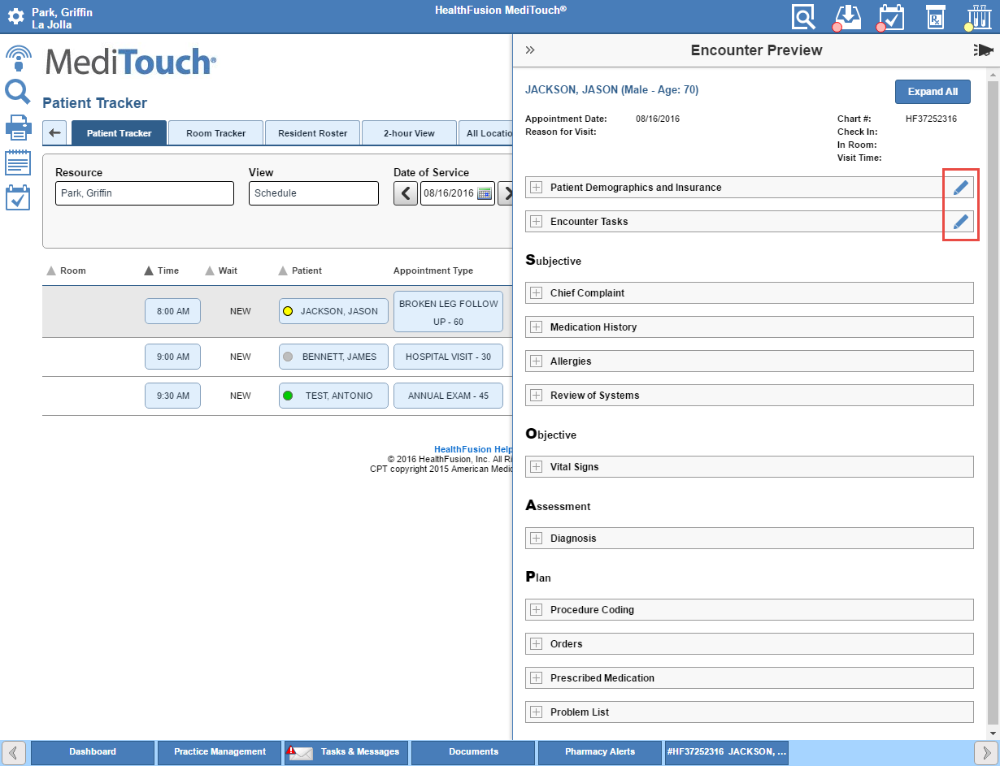 Park, Griffin
La Jolla
HealthFusion MediTouch®
MediTouch®
Patient Tracker
Patient Tracker
Room Tracker
Resident Roster
2-hour View
All Locatio
Resource
View
Date of Service
Park, Griffin
Schedule
08/16/2016
Room
Time
Wait
Patient
Appointment Type
8:00 AM
NEW
JACKSON, JASON
BROKEN LEG FOLLOW
UP - 60
9:00 AM
NEW
BENNETT, JAMES
HOSPITAL VISIT - 30
9:30 AM
NEW
TEST, ANTONIO
ANNUAL EXAM - 45
HealthFusion Help
© 2016 HealthFusion, Inc. All Ri
CPT copyright 2015 American Medic
Encounter Preview
JACKSON, JASON (Male - Age: 70)
Expand All
Appointment Date: 08/16/2016
Reason for Visit:
Chart #: HF37252316
Check In:
In Room:
Visit Time:
Patient Demographics and Insurance
Encounter Tasks
Subjective
Chief Complaint
Medication History
Allergies
Review of Systems
Objective
Vital Signs
Assessment
Diagnosis
Plan
Procedure Coding
Orders
Prescribed Medication
Problem List
Dashboard
Practice Management
Tasks & Messages
Documents
Pharmacy Alerts
#HF37252316 JACKSON, ...